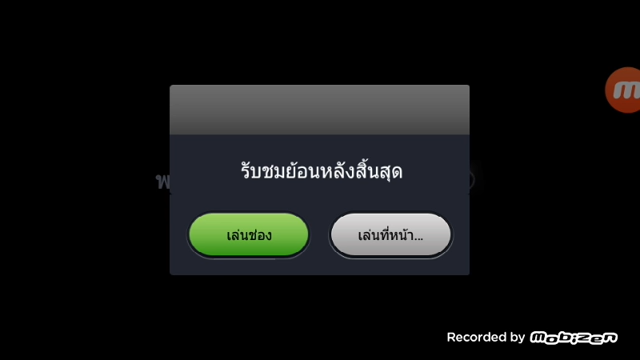 รับชมย้อนหลังสิ้นสุด
เล่นช่อง
เล่นที่หน้า...
Recorded by mobizen